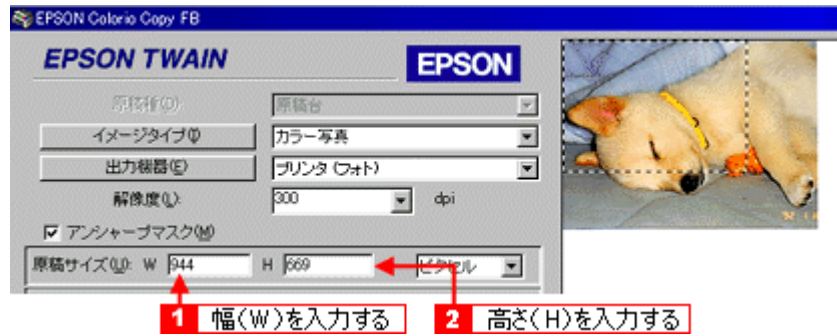 EPSON Colorio Copy FB
EPSON TWAIN EPSON
原稿種(D): 原稿台
イメージタイプ(I) カラー写真
出力機器(E) プリンタ (フォト)
解像度(L): 300 dpi
アンシャープマスク(M)
原稿サイズ(U): W 944 H 669 ピクセル
1 幅(W)を入力する 2 高さ(H)を入力する